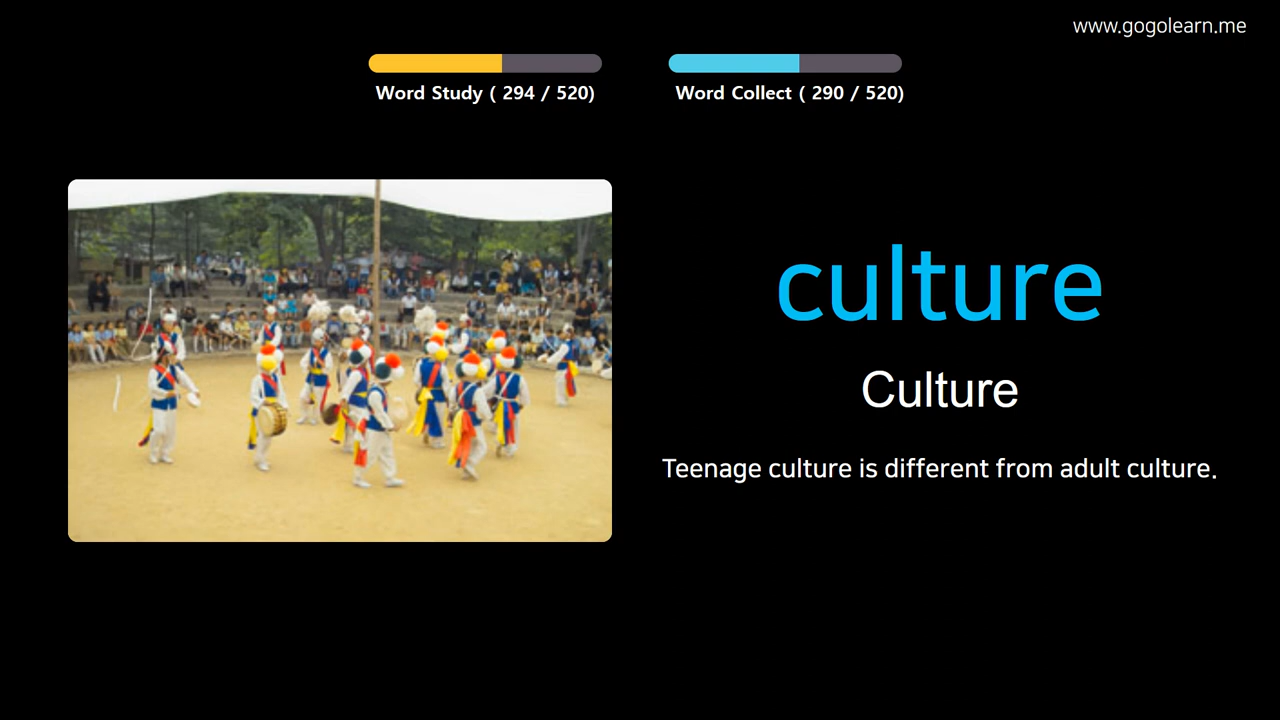 www.gogolearn.me
Word Study ( 294 / 520)
Word Collect ( 290 / 520)
culture
Culture
Teenage culture is different from adult culture.